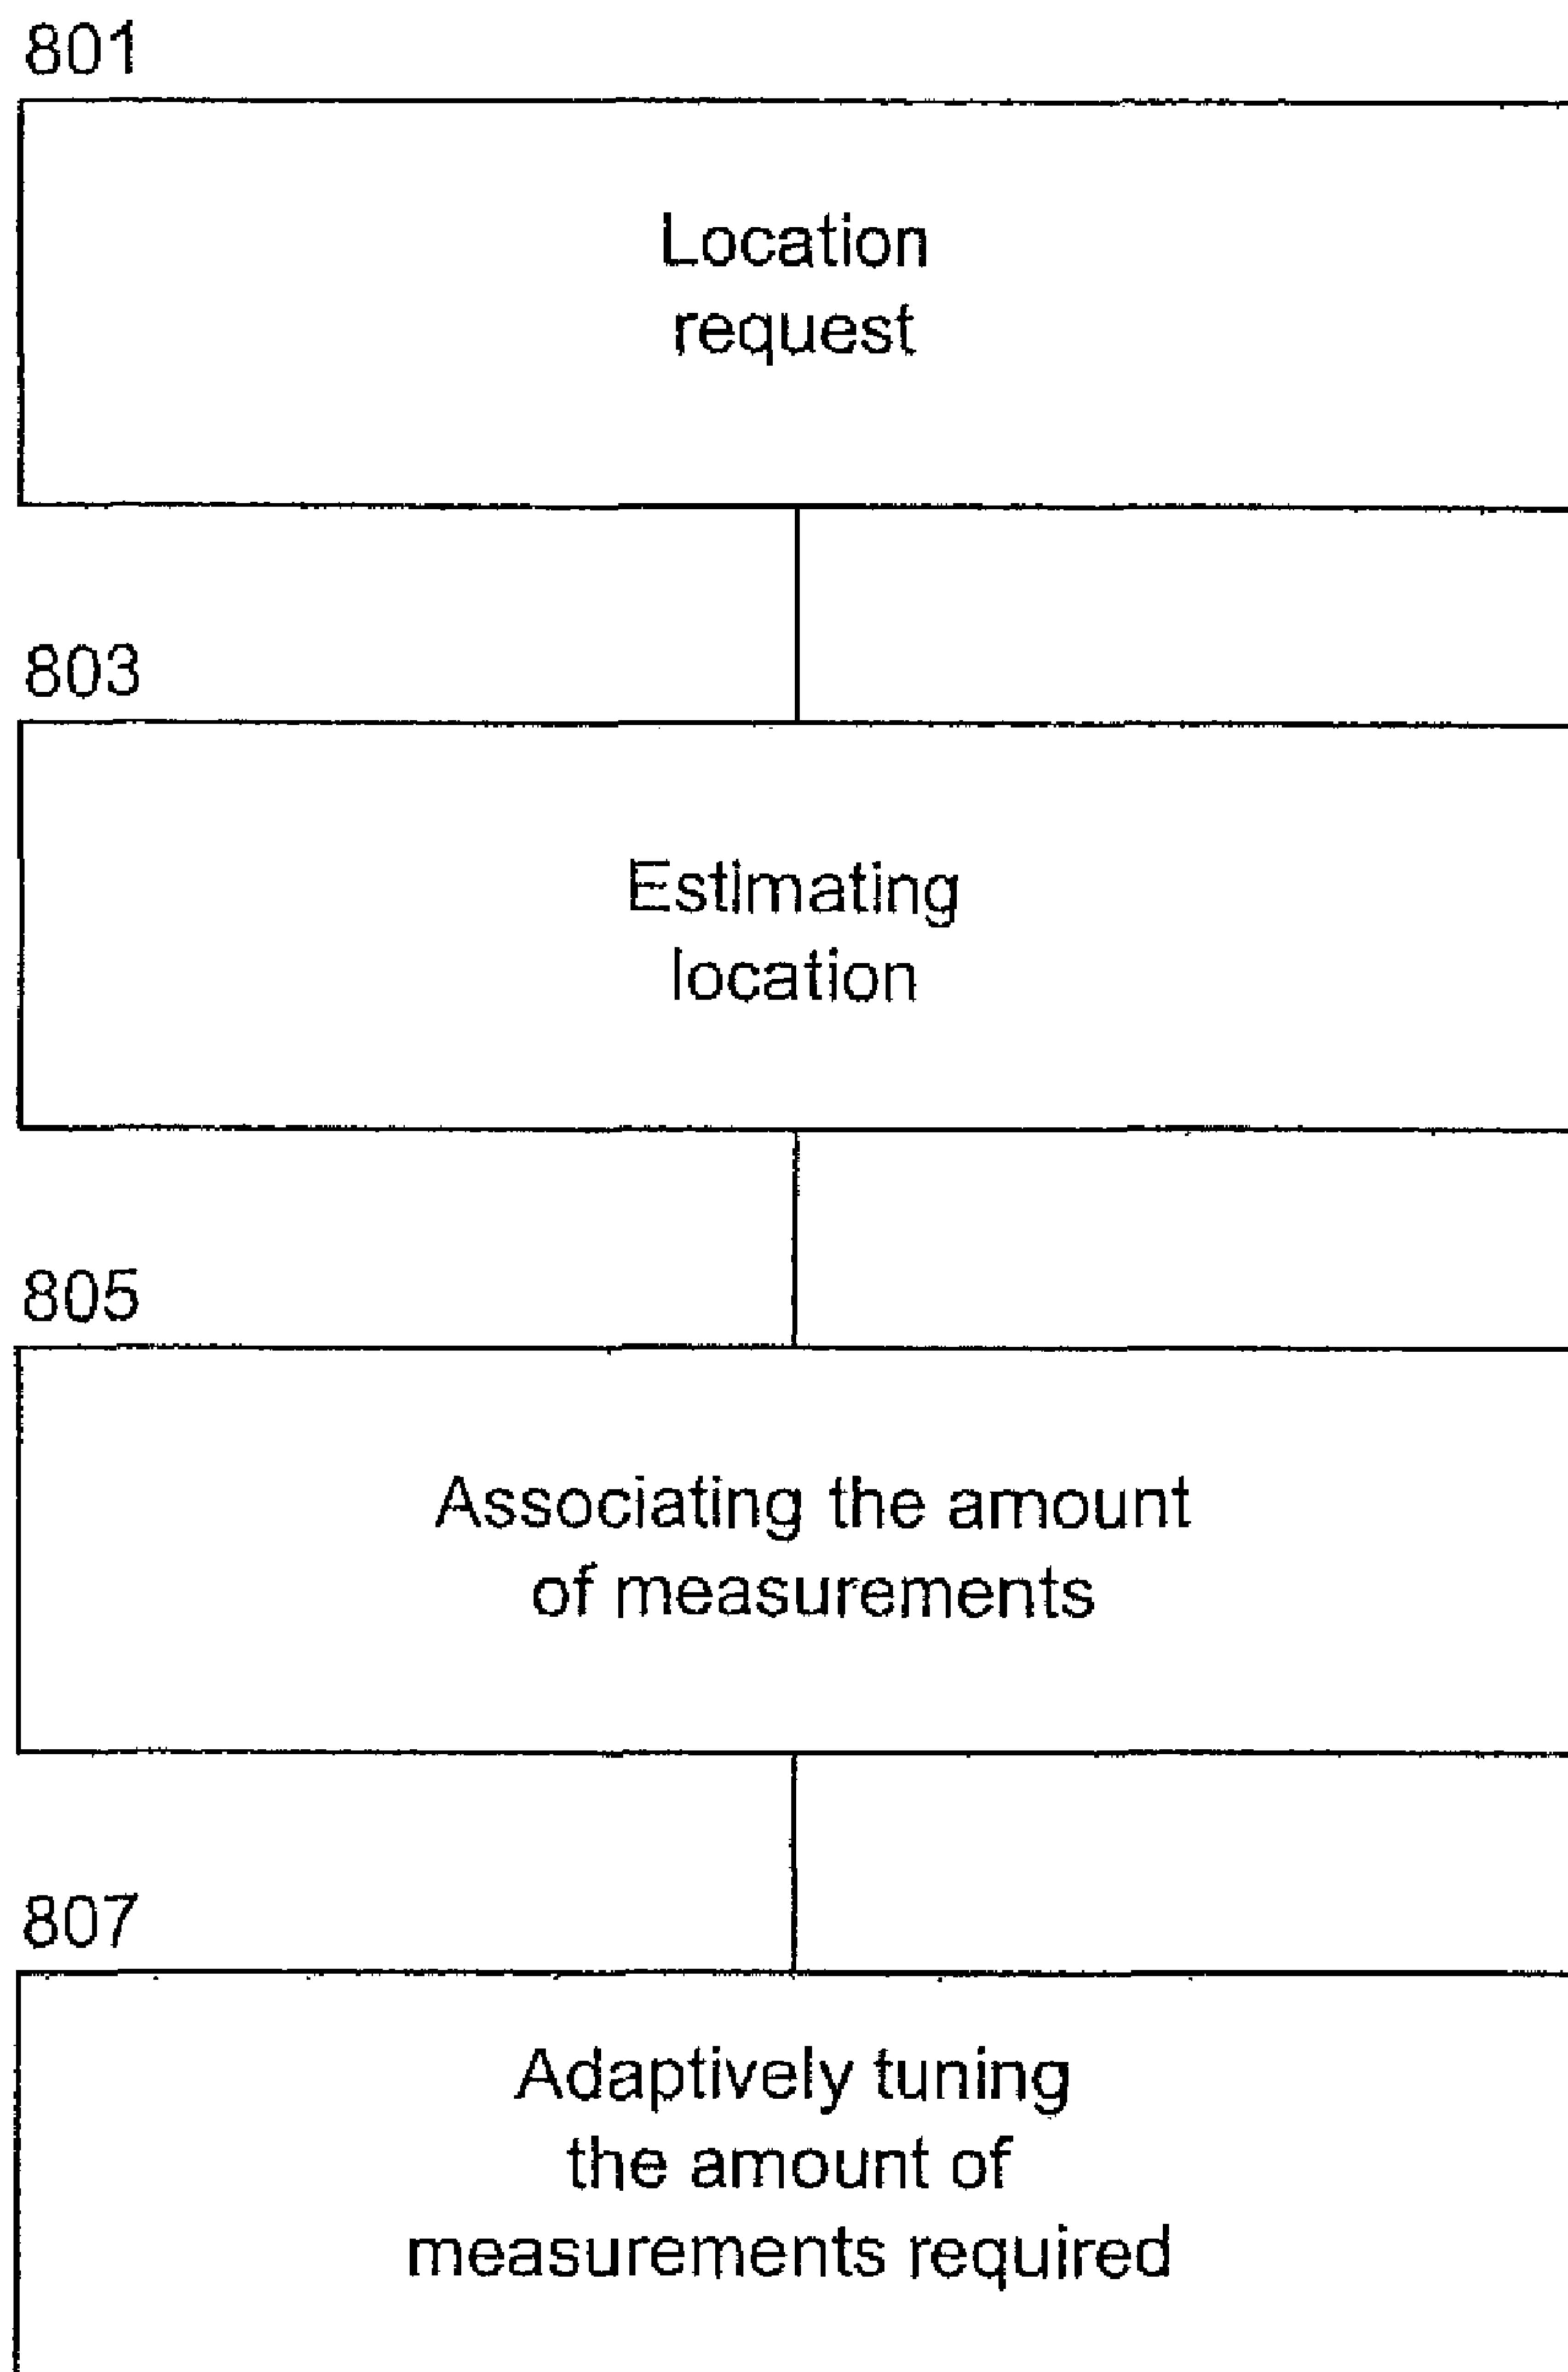 801
Location
request
803
Estimating
location
805
Associating the amount
of measurements
807
Adaptively tuning
the amount of
measurements required